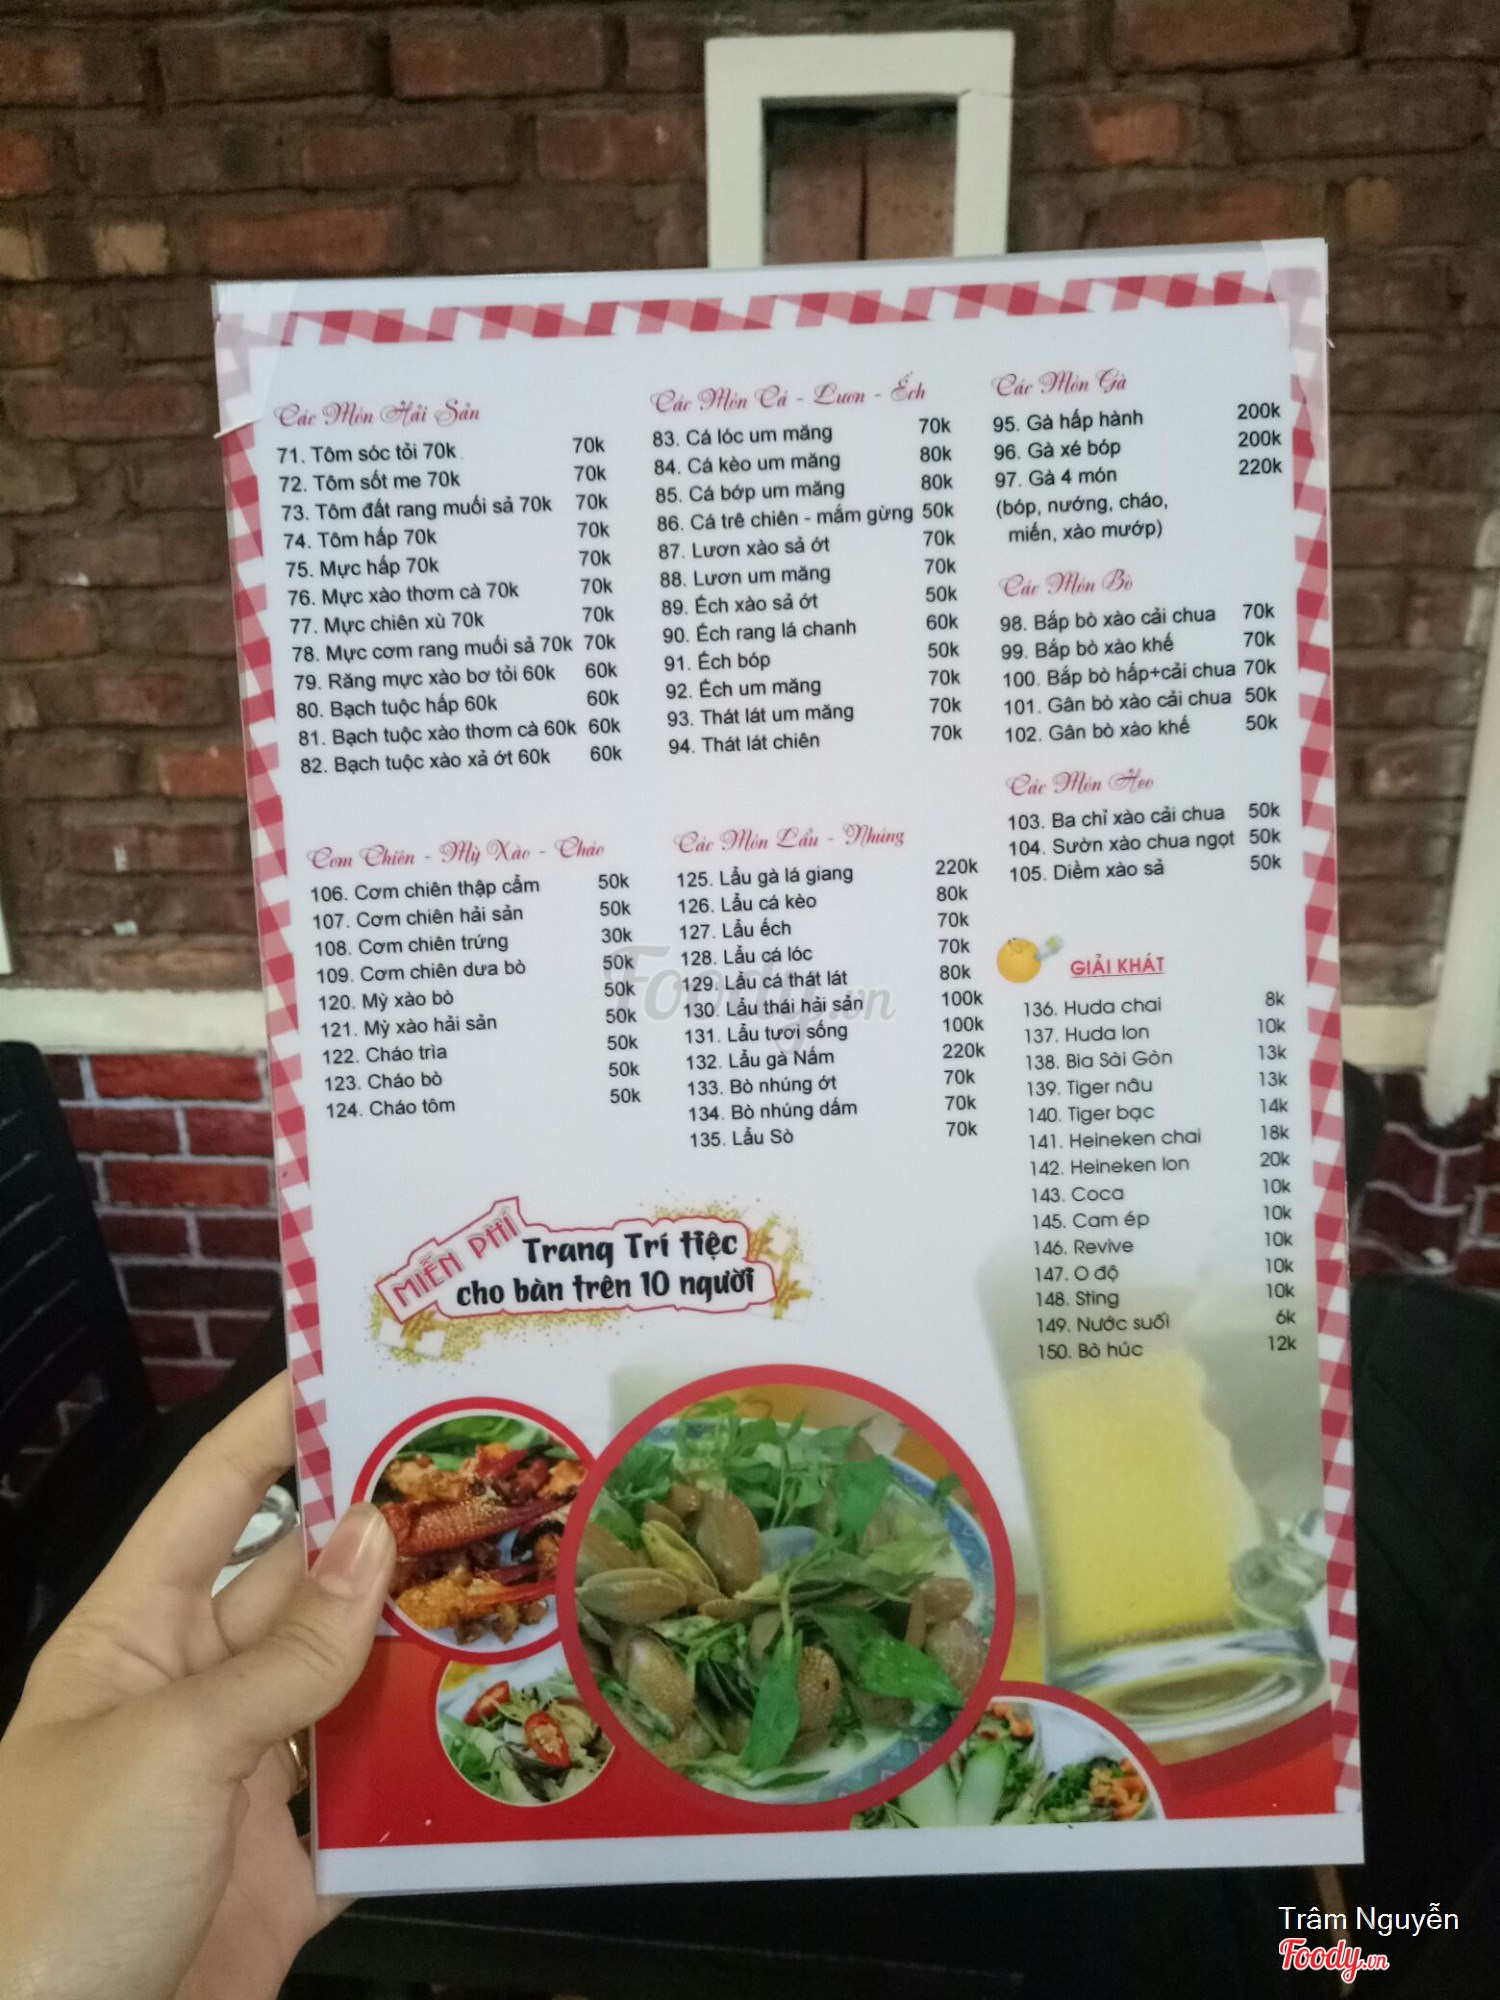 Các Món Hải Sản
71. Tôm sóc tỏi 70k 70k
72. Tôm sốt me 70k 70k
73. Tôm đất rang muối sả 70k 70k
74. Tôm hấp 70k 70k
75. Mực hấp 70k 70k
76. Mực xào thơm cà 70k 70k
77. Mực chiên xù 70k 70k
78. Mực cơm rang muối sả 70k 70k
79. Răng mực xào bơ tỏi 60k 60k
80. Bạch tuộc hấp 60k 60k
81. Bạch tuộc xào thơm cà 60k 60k
82. Bạch tuộc xào xả ớt 60k 60k
Các Món Cá - Lươn - Ếch
83. Cá lóc um măng 70k
84. Cá kèo um măng 80k
85. Cá bớp um măng 80k
86. Cá trê chiên - mắm gừng 50k
87. Lươn xào sả ớt 70k
88. Lươn um măng 70k
89. Ếch xào sả ớt 50k
90. Ếch rang lá chanh 60k
91. Ếch bóp 50k
92. Ếch um măng 70k
93. Thát lát um măng 70k
94. Thát lát chiên 70k
Các Món Gà
95. Gà hấp hành 200k
96. Gà xé bóp 200k
97. Gà 4 món 220k
(bóp, nướng, cháo,
miến, xào mướp)
Các Món Bò
98. Bắp bò xào cải chua 70k
99. Bắp bò xào khế 70k
100. Bắp bò hấp+cải chua 70k
101. Gân bò xào cải chua 50k
102. Gân bò xào khế 50k
Các Món Heo
103. Ba chỉ xào cải chua 50k
104. Sườn xào chua ngọt 50k
105. Diềm xào sả 50k
Cơm Chiên - Mỳ Xào - Cháo
106. Cơm chiên thập cẩm 50k
107. Cơm chiên hải sản 50k
108. Cơm chiên trứng 30k
109. Cơm chiên dưa bò 50k
120. Mỳ xào bò 50k
121. Mỳ xào hải sản 50k
122. Cháo trìa 50k
123. Cháo bò 50k
124. Cháo tôm 50k
Các Món Lẩu - Nhúng
125. Lẩu gà lá giang 220k
126. Lẩu cá kèo 80k
127. Lẩu ếch 70k
128. Lẩu cá lóc 70k
129. Lẩu cá thát lát 80k
130. Lẩu thái hải sản 100k
131. Lẩu tươi sống 100k
132. Lẩu gà Nấm 220k
133. Bò nhúng ớt 70k
134. Bò nhúng dấm 70k
135. Lẩu Sò 70k
GIẢI KHÁT
136. Huda chai 8k
137. Huda lon 10k
138. Bia Sài Gòn 13k
139. Tiger nâu 13k
140. Tiger bạc 14k
141. Heineken chai 18k
142. Heineken lon 20k
143. Coca 10k
145. Cam ép 10k
146. Revive 10k
147. O độ 10k
148. Sting 10k
149. Nước suối 6k
150. Bò húc 12k
MIỄN PHÍ
Trang Trí tiệc
cho bàn trên 10 người
Foody.vn
Trâm Nguyễn
Foody.vn